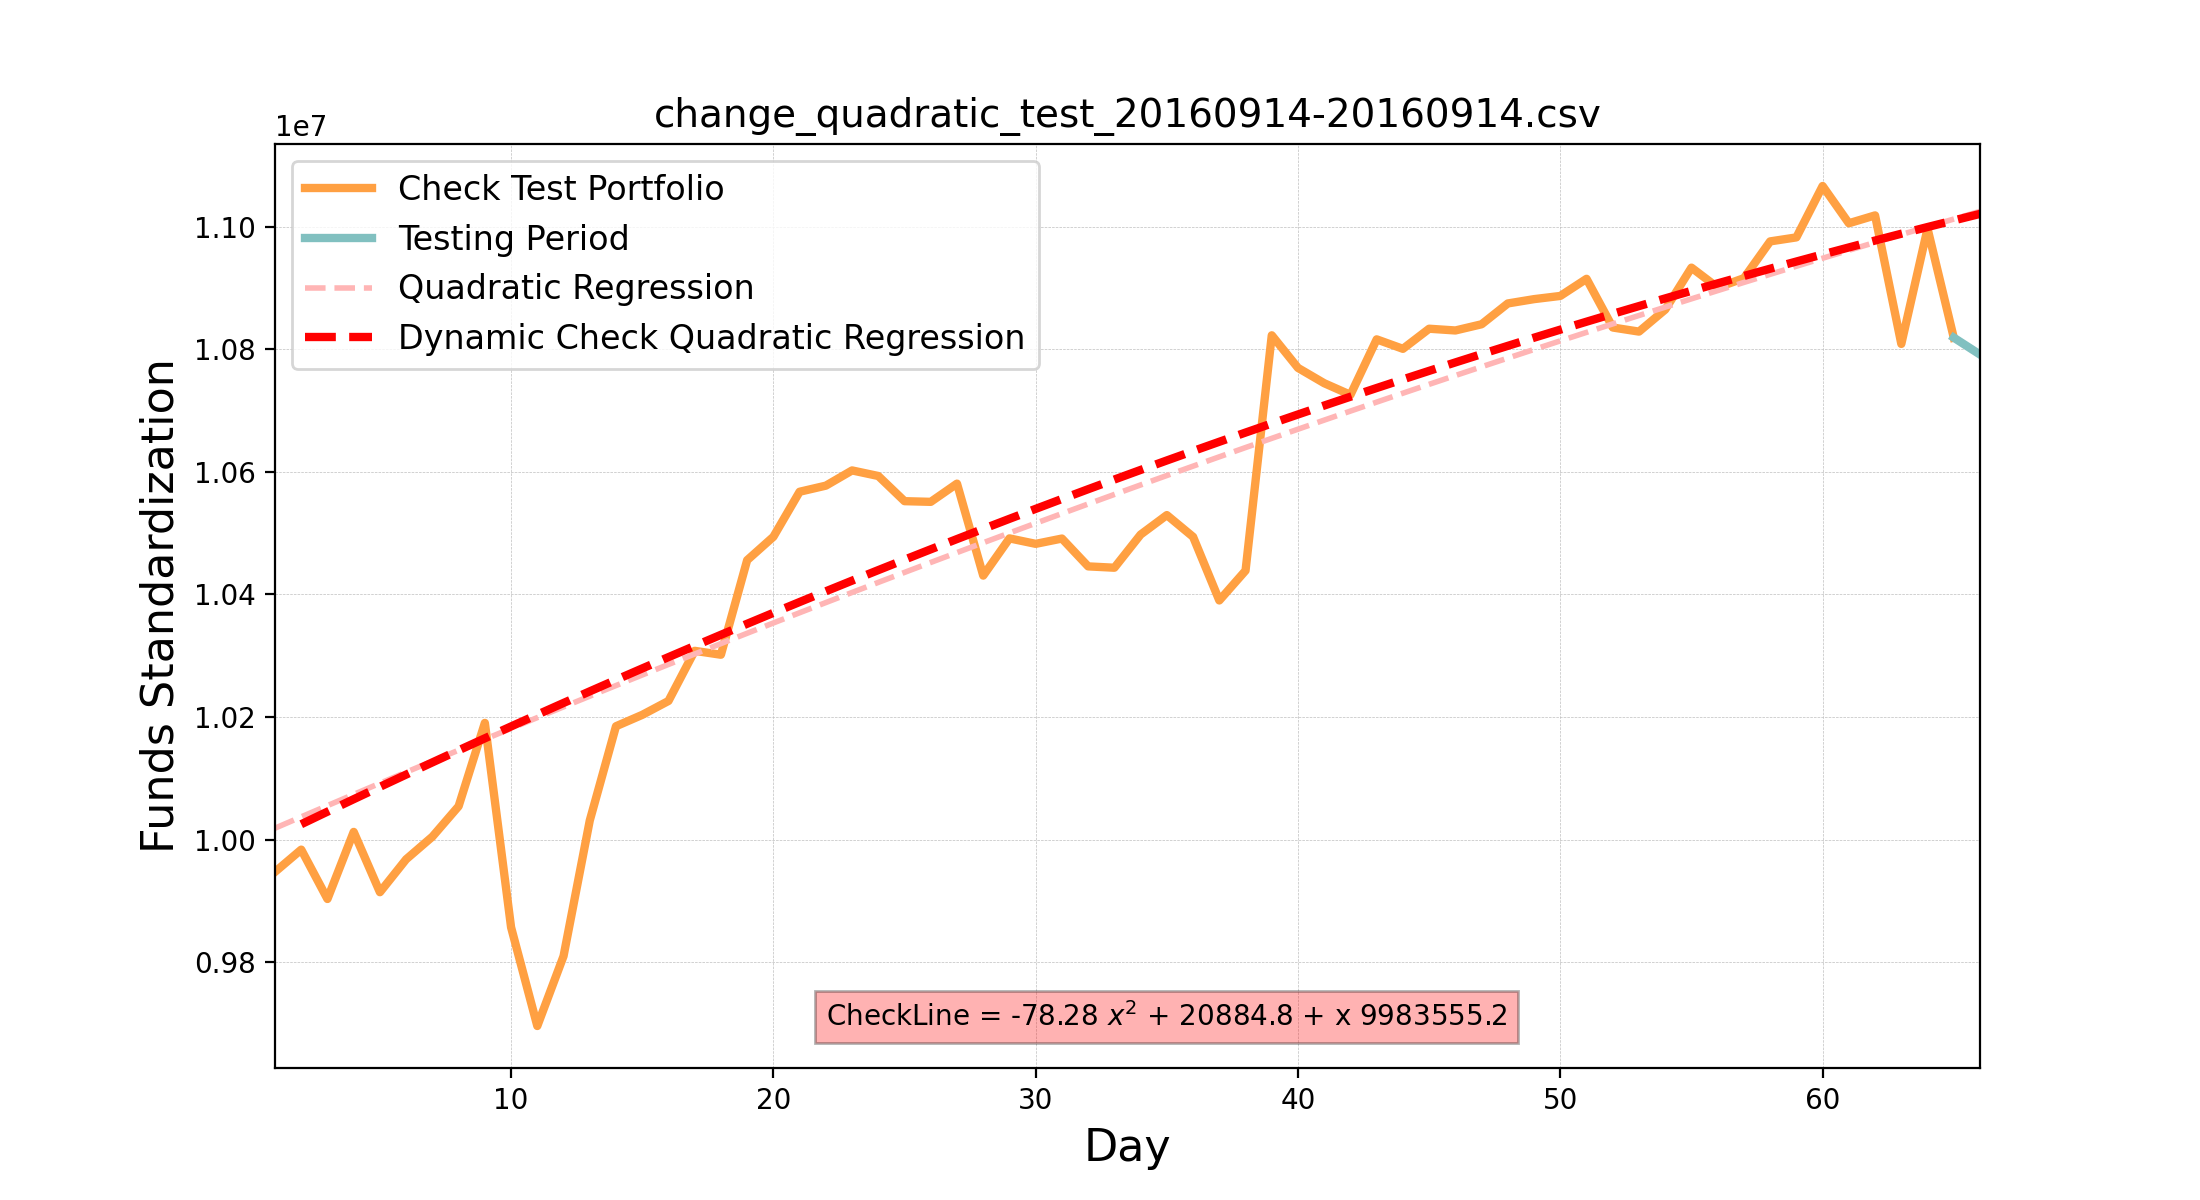 change_quadratic_test_20160914-20160914.csv
1e7
Check Test Portfolio
Testing Period
Quadratic Regression
Dynamic Check Quadratic Regression
1.10
1.08
1.06
1.04
1.02
1.00
0.98
Funds Standardization
CheckLine = -78.28 x² + 20884.8 + x 9983555.2
10 20 30 40 50 60
Day